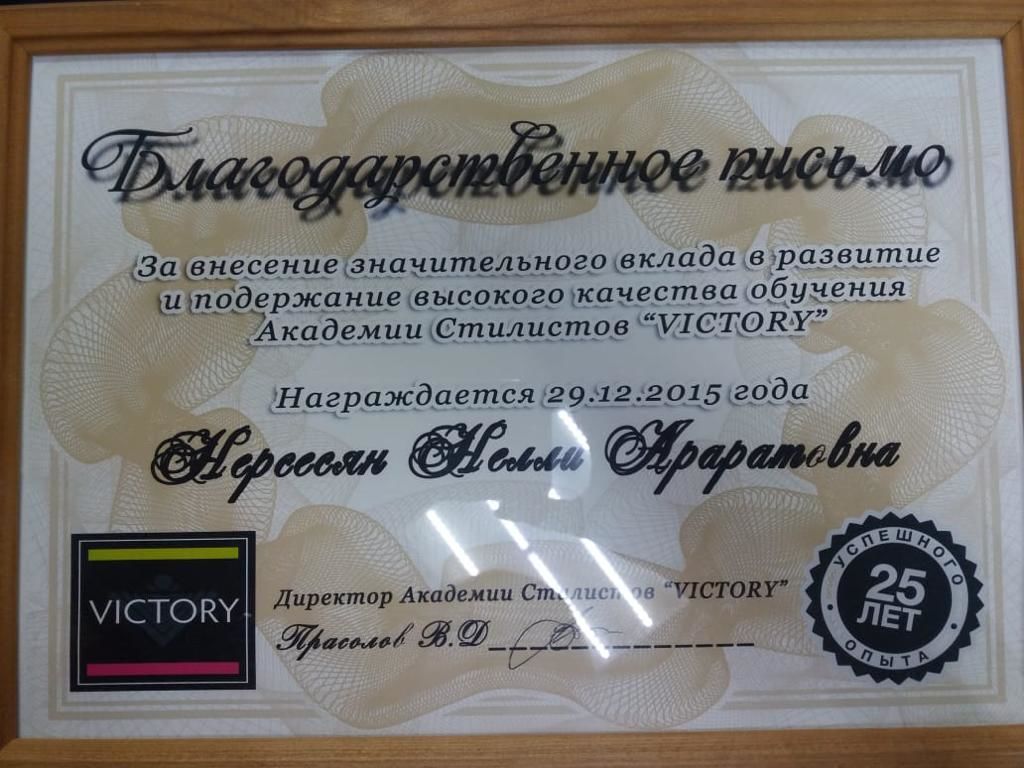 Благодарственное письмо
За внесение значительного вклада в развитие
и подержание высокого качества обучения
Академии Стилистов “VICTORY”
Награждается 29.12.2015 года
Нерсесян Нелли Араратовна
VICTORY
Директор Академии Стилистов “VICTORY”
Прасолов В.Д
УСПЕШНОГО
25
ЛЕТ
ОПЫТА